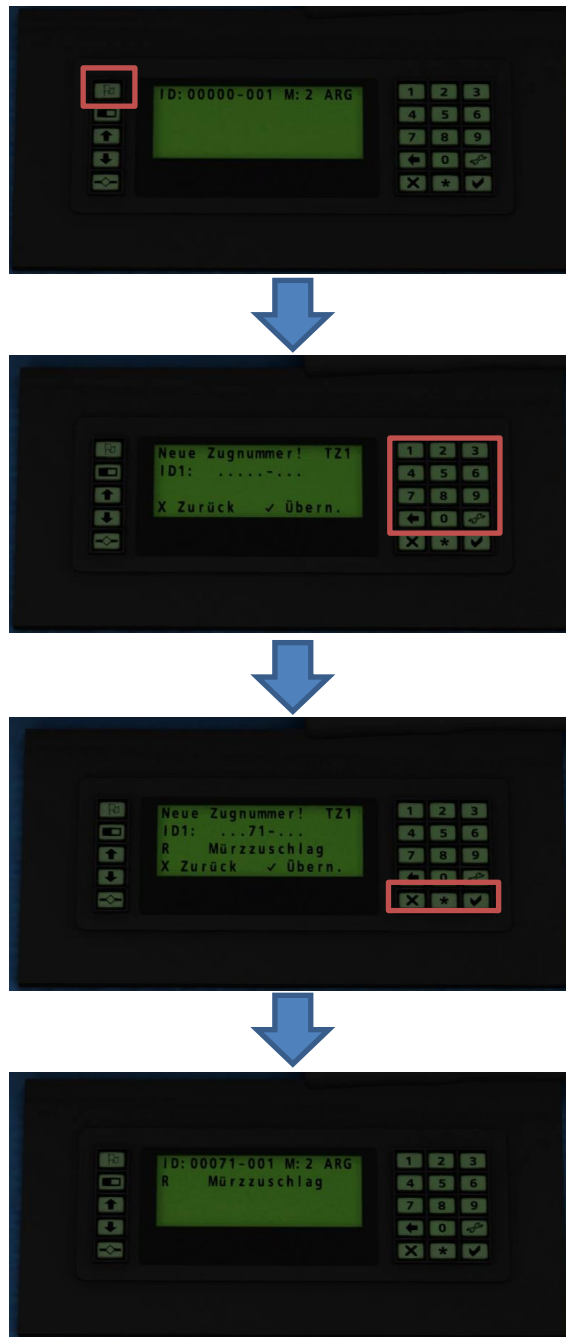 ID:00000-001 M:2 ARG
1 2 3
4 5 6
7 8 9
0
*
Neue Zugnummer! TZ1
ID1: .....-...
X Zurück ✓ Übern.
1 2 3
4 5 6
7 8 9
0
*
Neue Zugnummer! TZ1
ID1: ...71-...
R Mürzzuschlag
X Zurück ✓ Übern.
1 2 3
4 5 6
7 8 9
0
*
ID:00071-001 M:2 ARG
R Mürzzuschlag
1 2 3
4 5 6
7 8 9
0
*